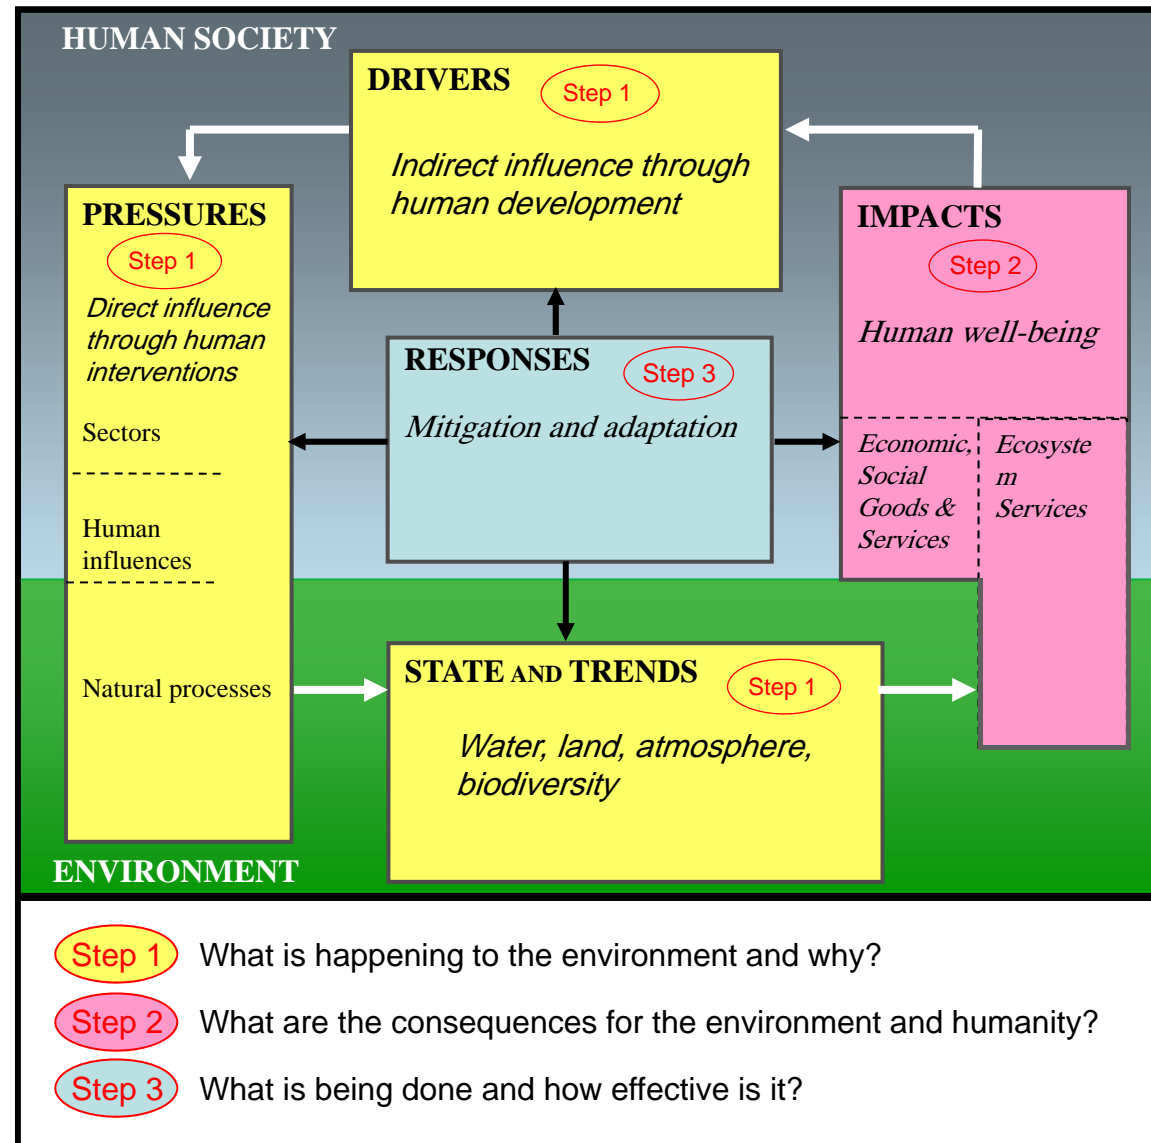 HUMAN SOCIETY
DRIVERS
Step 1
Indirect influence through
human development
PRESSURES
Step 1
Direct influence
through human
interventions
Sectors
Human
influences
Natural processes
RESPONSES
Step 3
Mitigation and adaptation
IMPACTS
Step 2
Human well-being
Economic,
Social
Goods &
Services
Ecosyste
m
Services
STATE AND TRENDS
Step 1
Water, land, atmosphere,
biodiversity
ENVIRONMENT
Step 1 What is happening to the environment and why?
Step 2 What are the consequences for the environment and humanity?
Step 3 What is being done and how effective is it?